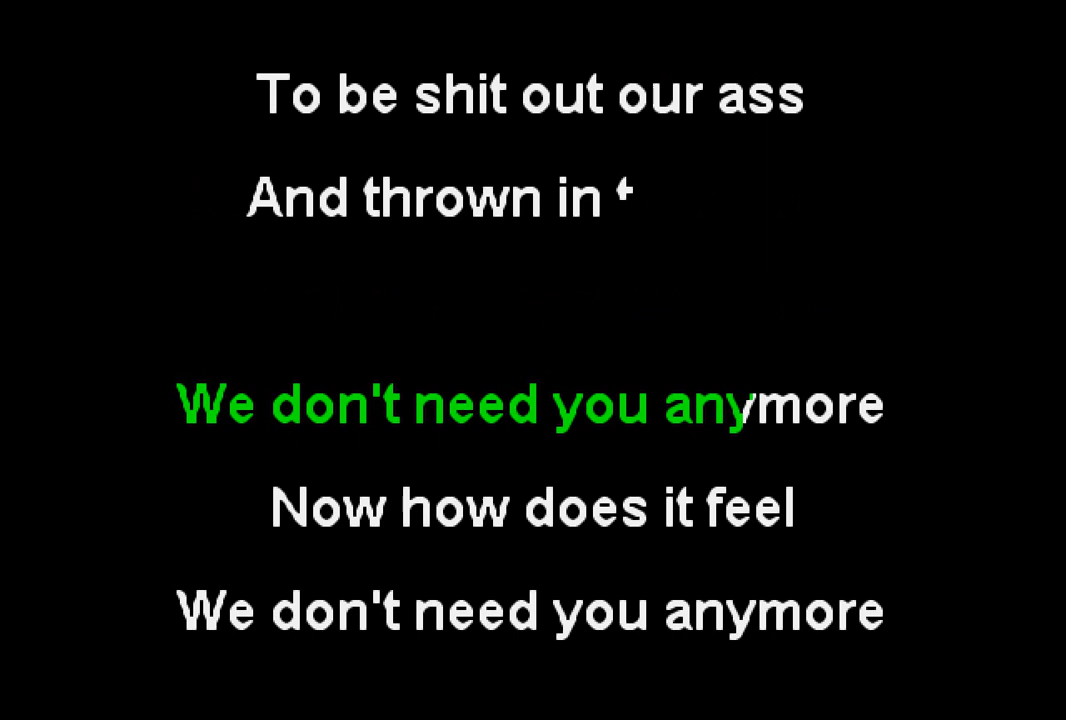 To be shit out our ass
And thrown in
We don't need you anymore
Now how does it feel
We don't need you anymore